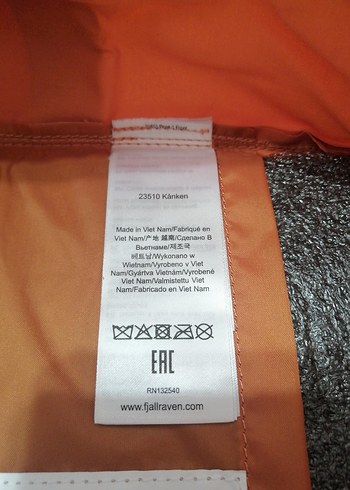 23510 Kånken
Made in Viet Nam/Fabriqué en
Viet Nam/产地 越南/Сделано В
Вьетнаме/제조국
베트남/Wykonano w
Wietnam/Vyrobeno v Viet
Nam/Gyártva Vietnám/Vyrobené
Viet Nam/Valmistettu Viet
Nam/Fabricado en Viet Nam
EAC
RN132540
www.fjallraven.com